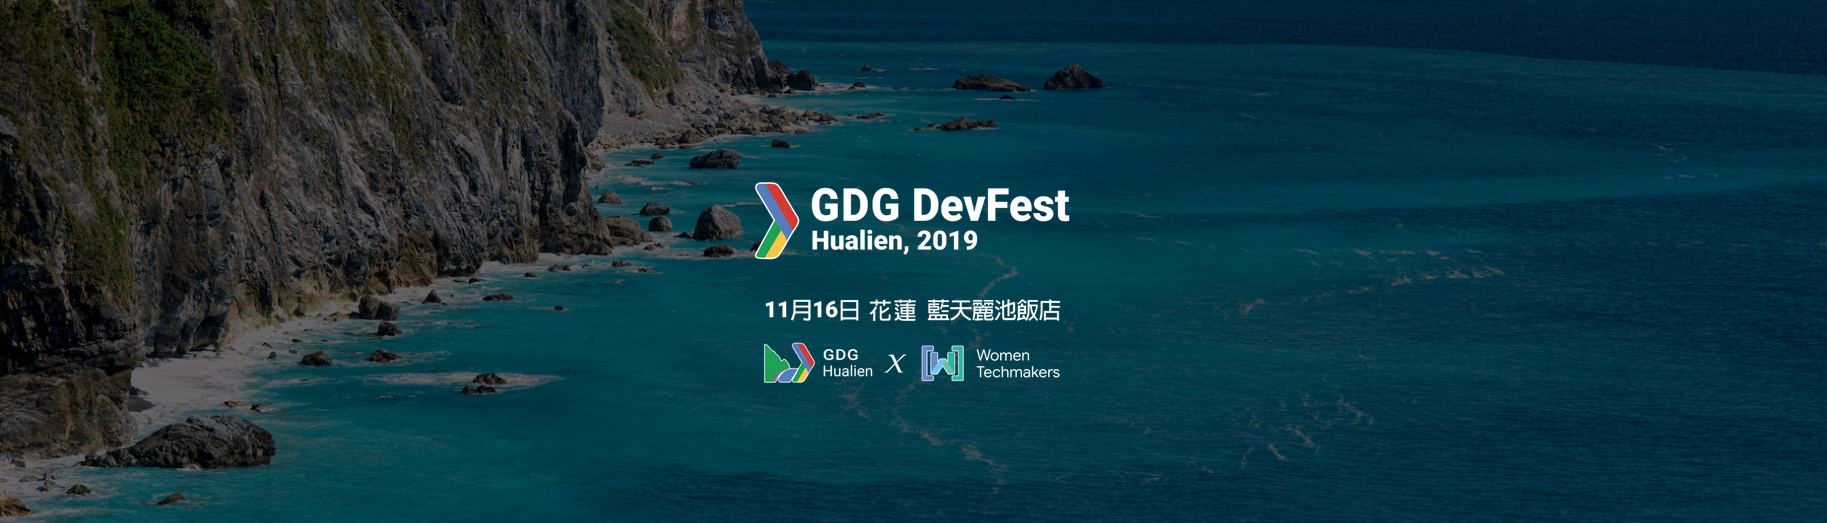 GDG DevFest
Hualien, 2019
11月16日 花蓮 藍天麗池飯店
GDG
Hualien
X
Women
Techmakers